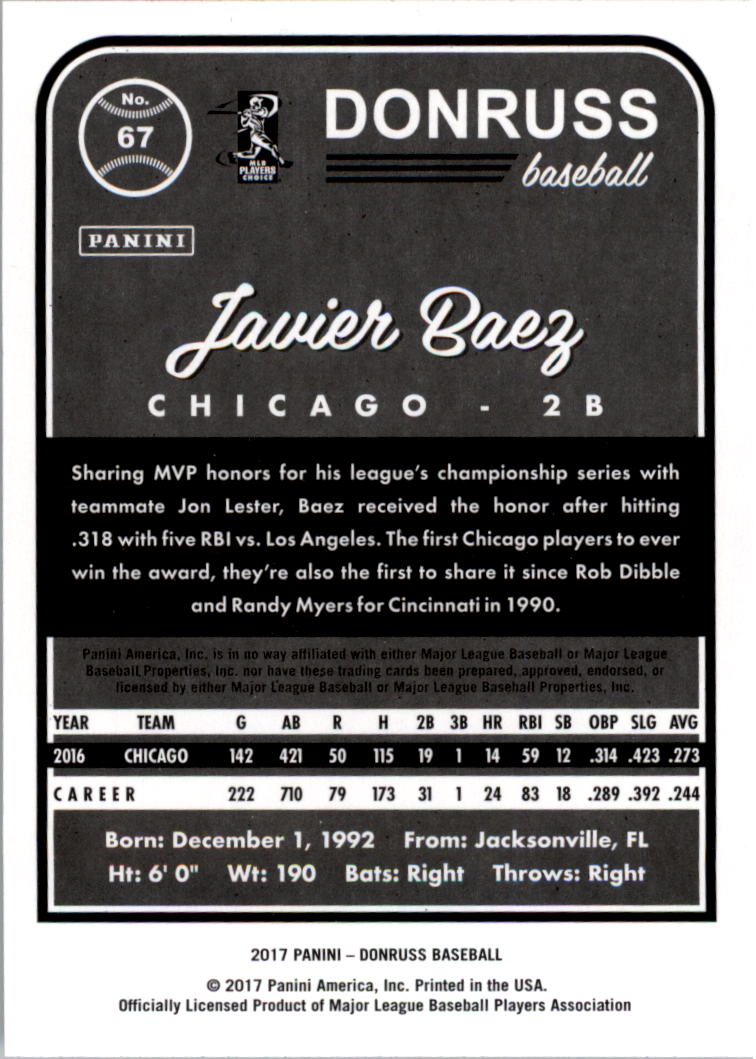 No.
67
MLB
PLAYERS
CHOICE
DONRUSS
baseball
PANINI
Javier Baez
CHICAGO - 2B
Sharing MVP honors for his league's championship series with
teammate Jon Lester, Baez received the honor after hitting
.318 with five RBI vs. Los Angeles. The first Chicago players to ever
win the award, they're also the first to share it since Rob Dibble
and Randy Myers for Cincinnati in 1990.
Panini America, Inc. is in no way affiliated with either Major League Baseball or Major League
Baseball Properties, Inc. nor have these trading cards been prepared, approved, endorsed, or
licensed by either Major League Baseball or Major League Baseball Properties, Inc.
YEAR TEAM G AB R H 2B 3B HR RBI SB OBP SLG AVG
2016 CHICAGO 142 421 50 115 19 1 14 59 12 .314 .423 .273
CAREER 222 710 79 173 31 1 24 83 18 .289 .392 .244
Born: December 1, 1992 From: Jacksonville, FL
Ht: 6' 0" Wt: 190 Bats: Right Throws: Right
2017 PANINI – DONRUSS BASEBALL
© 2017 Panini America, Inc. Printed in the USA.
Officially Licensed Product of Major League Baseball Players Association